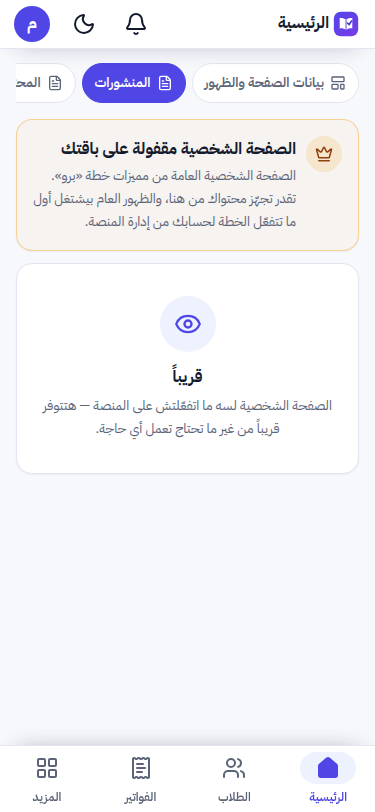 الرئيسية
م
بيانات الصفحة والظهور
المنشورات
المح
الصفحة الشخصية مقفولة على باقتك
الصفحة الشخصية العامة من مميزات خطة «برو».
تقدر تجهّز محتواك من هنا، والظهور العام بيشتغل أول
ما تتفعّل الخطة لحسابك من إدارة المنصة.
قريباً
الصفحة الشخصية لسه ما اتفعّلتش على المنصة — هتتوفر
قريباً من غير ما تحتاج تعمل أي حاجة.
الرئيسية
الطلاب
الفواتير
المزيد